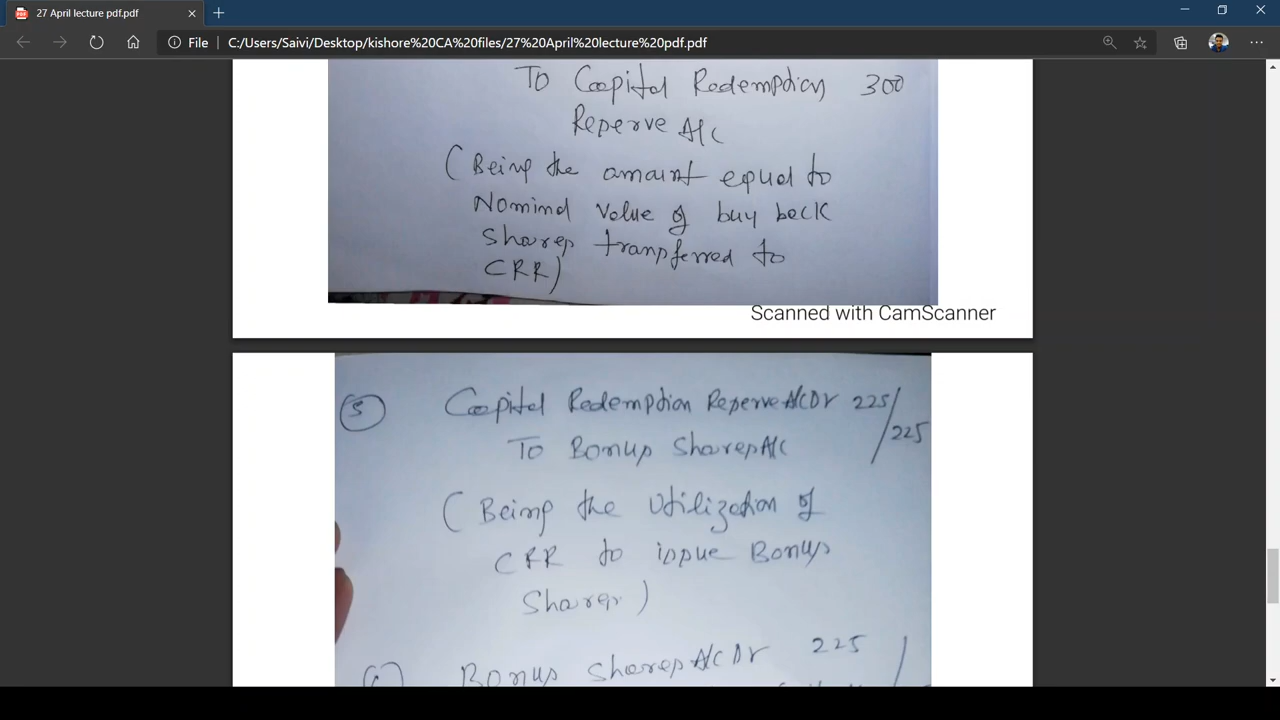 27 April lecture pdf.pdf
File C:/Users/Saivi/Desktop/kishore%20CA%20files/27%20April%20lecture%20pdf.pdf
To Capital Redemption 300
Reserve A/C
(Being the amount equal to
Nominal Value of buy back
Shares transferred to
CRR)
Scanned with CamScanner
5 Capital Redemption Reserve A/C Dr 225/
To Bonus Shares A/C /225
(Being the Utilization of
CRR to issue Bonus
Shares)
Bonus Shares A/C Dr 225